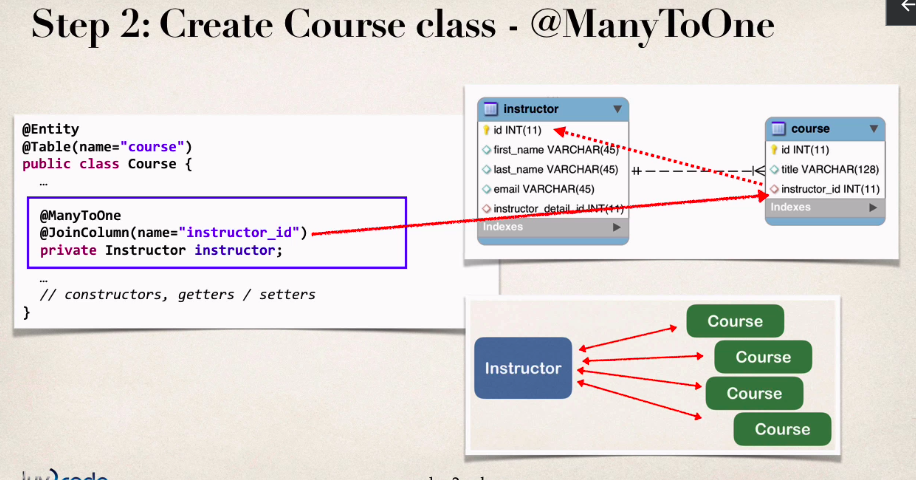 Step 2: Create Course class - @ManyToOne
@Entity
@Table(name="course")
public class Course {
…
@ManyToOne
@JoinColumn(name="instructor_id")
private Instructor instructor;
…
// constructors, getters / setters
}
instructor
id INT(11)
first_name VARCHAR(45)
last_name VARCHAR(45)
email VARCHAR(45)
instructor_detail_id INT(11)
Indexes
course
id INT(11)
title VARCHAR(128)
instructor_id INT(11)
Indexes
Instructor
Course
Course
Course
Course